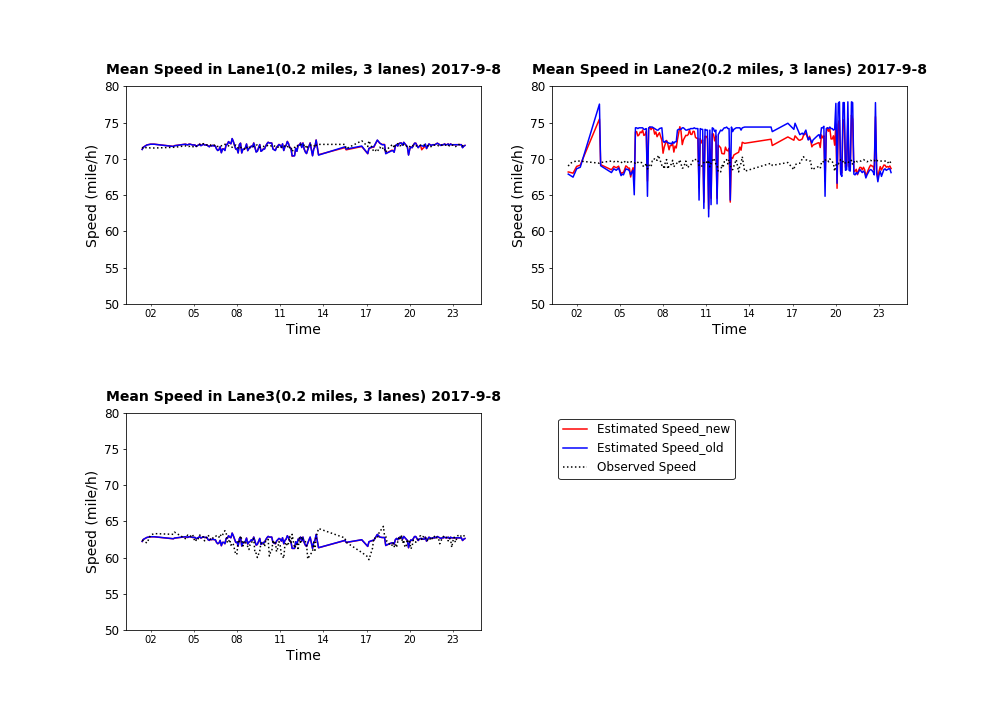 Mean Speed in Lane1(0.2 miles, 3 lanes) 2017-9-8
80
75
70
65
60
55
50
Speed (mile/h)
02 05 08 11 14 17 20 23
Time
Mean Speed in Lane2(0.2 miles, 3 lanes) 2017-9-8
80
75
70
65
60
55
50
Speed (mile/h)
02 05 08 11 14 17 20 23
Time
Mean Speed in Lane3(0.2 miles, 3 lanes) 2017-9-8
80
75
70
65
60
55
50
Speed (mile/h)
02 05 08 11 14 17 20 23
Time
Estimated Speed_new
Estimated Speed_old
Observed Speed